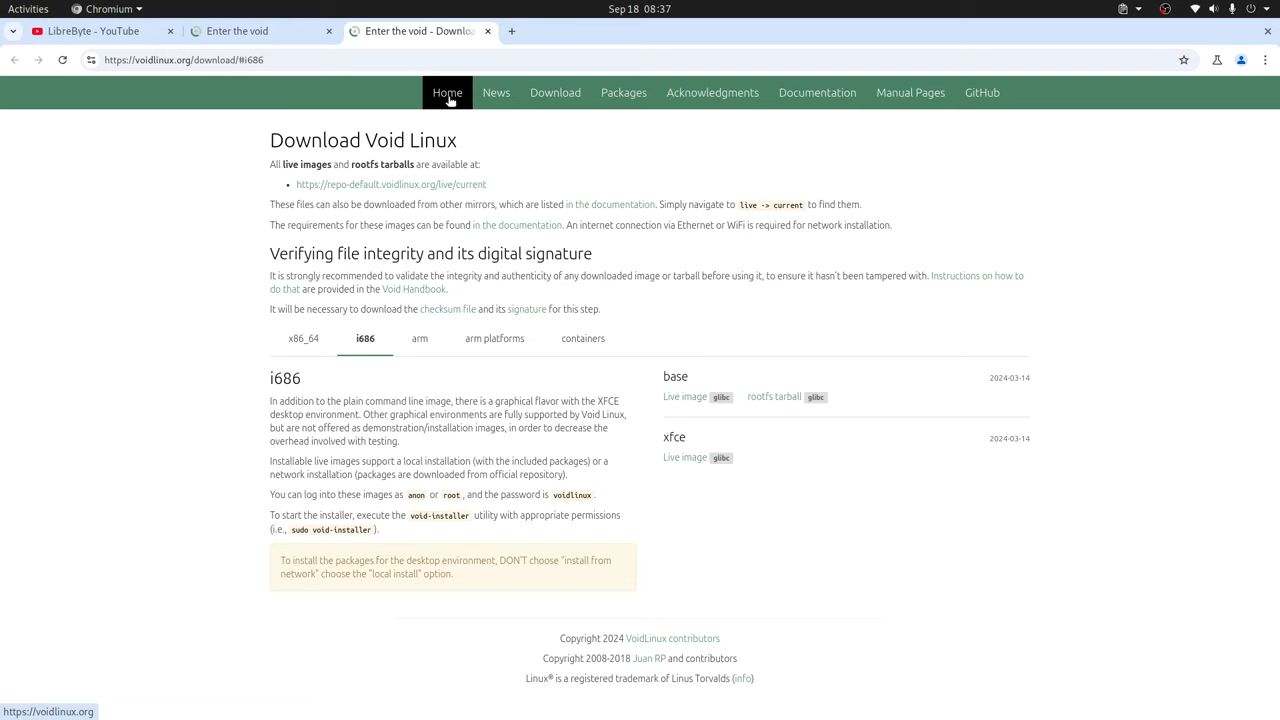 Activities
Chromium
Sep 18 08:37
LibreByte - YouTube
Enter the void
Enter the void - Downloa
https://voidlinux.org/download/#i686
Home
News
Download
Packages
Acknowledgments
Documentation
Manual Pages
GitHub
Download Void Linux
All live images and rootfs tarballs are available at:
• https://repo-default.voidlinux.org/live/current
These files can also be downloaded from other mirrors, which are listed in the documentation. Simply navigate to live -> current to find them.
The requirements for these images can be found in the documentation. An internet connection via Ethernet or WiFi is required for network installation.
Verifying file integrity and its digital signature
It is strongly recommended to validate the integrity and authenticity of any downloaded image or tarball before using it, to ensure it hasn't been tampered with. Instructions on how to
do that are provided in the Void Handbook.
It will be necessary to download the checksum file and its signature for this step.
x86_64
i686
arm
arm platforms
containers
i686
In addition to the plain command line image, there is a graphical flavor with the XFCE
desktop environment. Other graphical environments are fully supported by Void Linux,
but are not offered as demonstration/installation images, in order to decrease the
overhead involved with testing.
Installable live images support a local installation (with the included packages) or a
network installation (packages are downloaded from official repository).
You can log into these images as anon or root, and the password is voidlinux.
To start the installer, execute the void-installer utility with appropriate permissions
(i.e., sudo void-installer).
To install the packages for the desktop environment, DON'T choose "install from
network" choose the "local install" option.
base
2024-03-14
Live image glibc
rootfs tarball glibc
xfce
2024-03-14
Live image glibc
Copyright 2024 VoidLinux contributors
Copyright 2008-2018 Juan RP and contributors
Linux® is a registered trademark of Linus Torvalds (info)
https://voidlinux.org